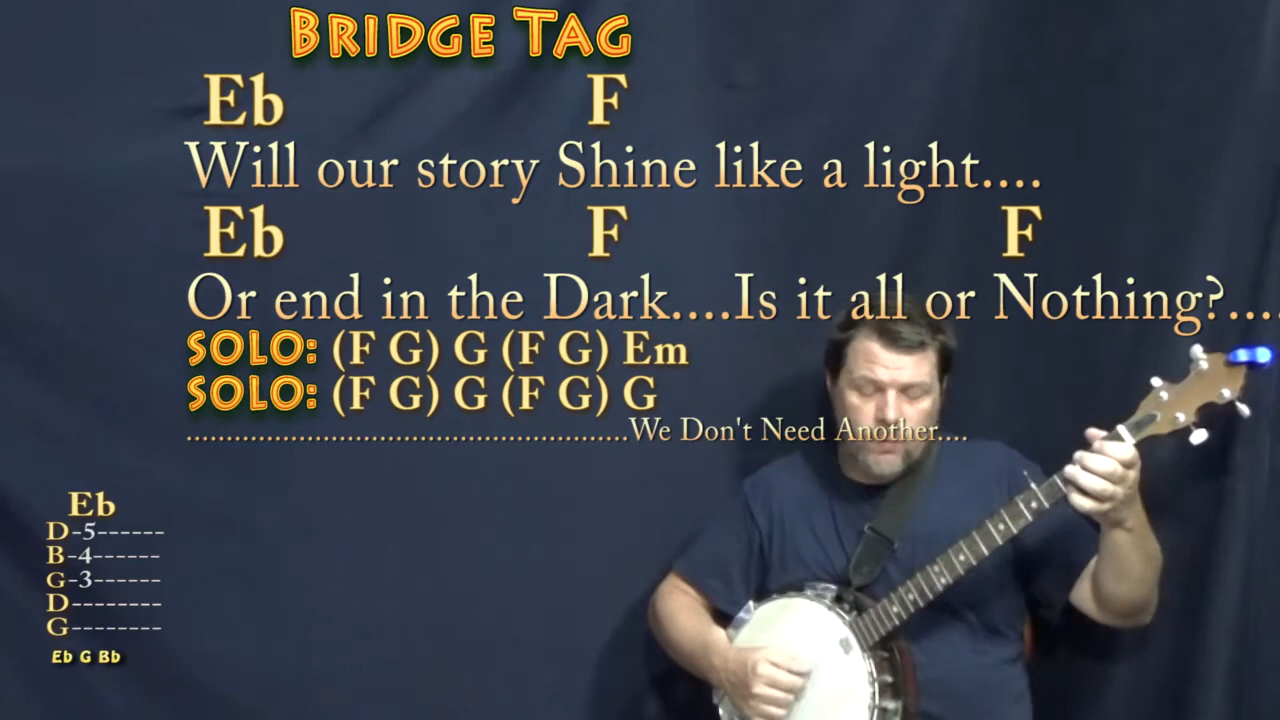 BRIDGE TAG
Eb F
Will our story Shine like a light....
Eb F F
Or end in the Dark....Is it all or Nothing?....
SOLO: (F G) G (F G) Em
SOLO: (F G) G (F G) G
.......................................................We Don't Need Another....
Eb
D-5------
B-4------
G-3------
D--------
G--------
Eb G Bb